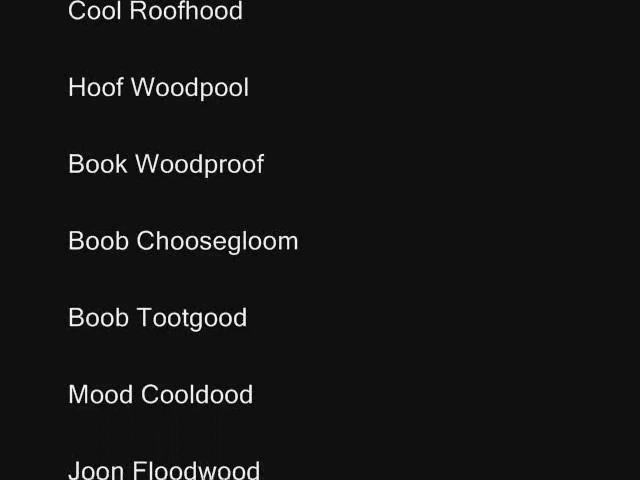 Cool Roofhood
Hoof Woodpool
Book Woodproof
Boob Choosegloom
Boob Tootgood
Mood Cooldood
Joon Floodwood